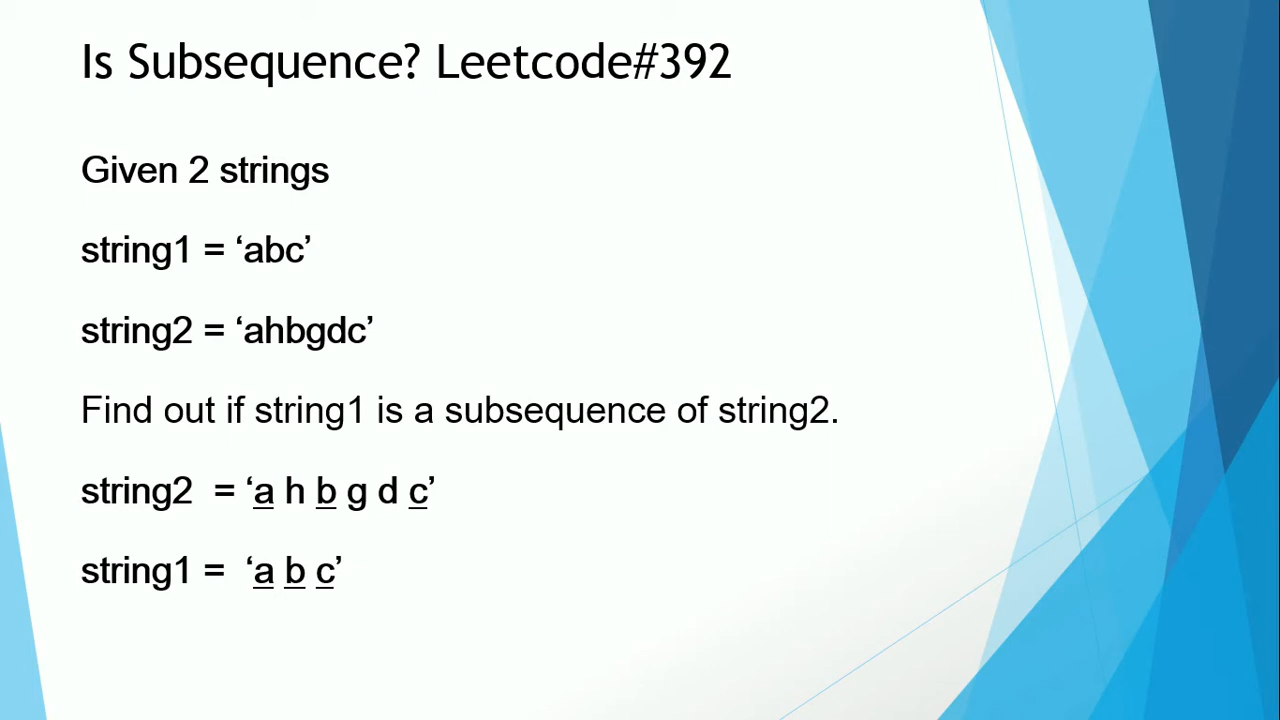 Is Subsequence? Leetcode#392
Given 2 strings
string1 = ‘abc’
string2 = ‘ahbgdc’
Find out if string1 is a subsequence of string2.
string2  = ‘a h b g d c’
string1 =  ‘a b c’